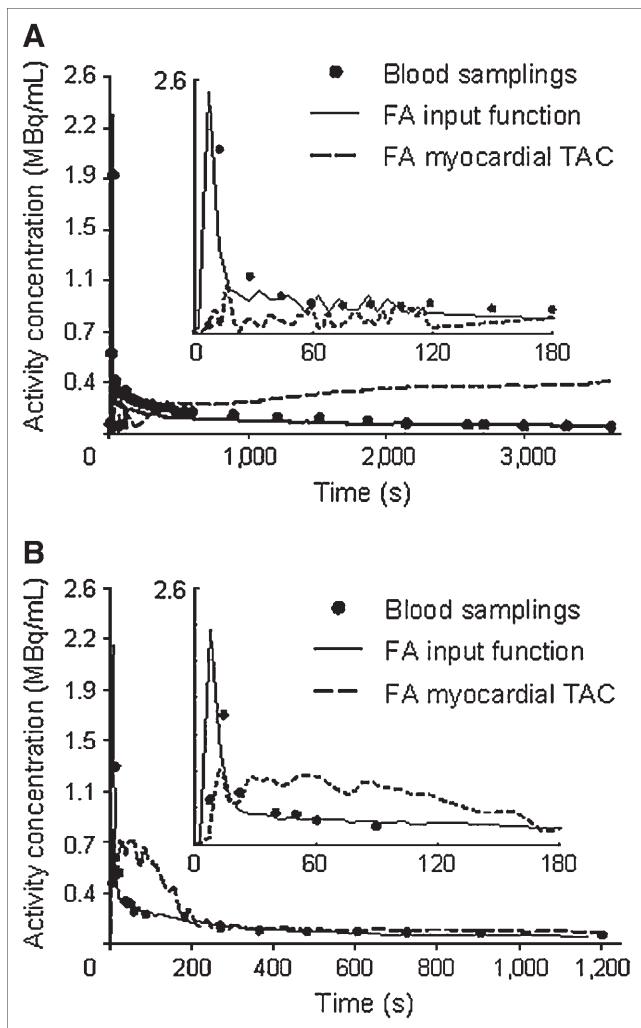 A
Activity concentration (MBq/mL)
2.6
2.2
1.9
1.5
1.1
0.7
0.4
0
1,000
2,000
3,000
Time (s)
2.6
0
60
120
180
Blood samplings
FA input function
FA myocardial TAC
B
Activity concentration (MBq/mL)
2.6
2.2
1.9
1.5
1.1
0.7
0.4
0
200
400
600
800
1,000
1,200
Time (s)
2.6
0
60
120
180
Blood samplings
FA input function
FA myocardial TAC